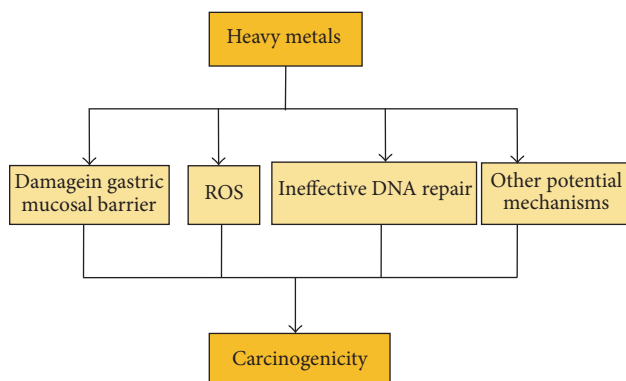 Heavy metals
Damagein gastric
mucosal barrier
ROS
Ineffective DNA repair
Other potential
mechanisms
Carcinogenicity